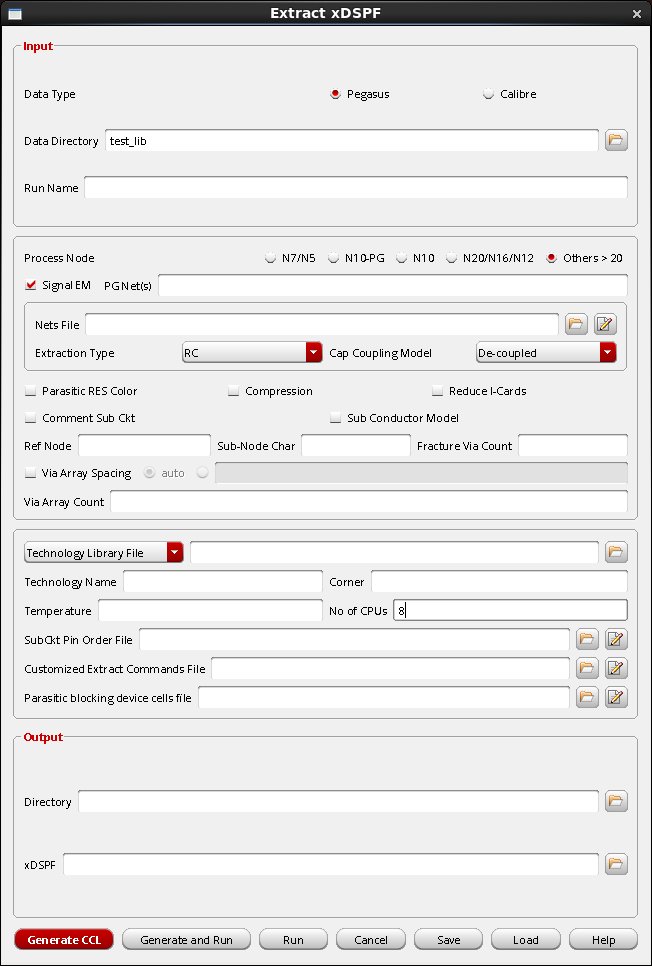 Extract xDSPF
Input
Data Type Pegasus Calibre
Data Directory test_lib
Run Name
Process Node N7/N5 N10-PG N10 N20/N16/N12 Others > 20
Signal EM PGNet(s)
Nets File
Extraction Type RC Cap Coupling Model De-coupled
Parasitic RES Color Compression Reduce I-Cards
Comment Sub Ckt Sub Conductor Model
Ref Node Sub-Node Char Fracture Via Count
Via Array Spacing auto
Via Array Count
Technology Library File
Technology Name Corner
Temperature No of CPUs 8
SubCkt Pin Order File
Customized Extract Commands File
Parasitic blocking device cells file
Output
Directory
xDSPF
Generate CCL Generate and Run Run Cancel Save Load Help